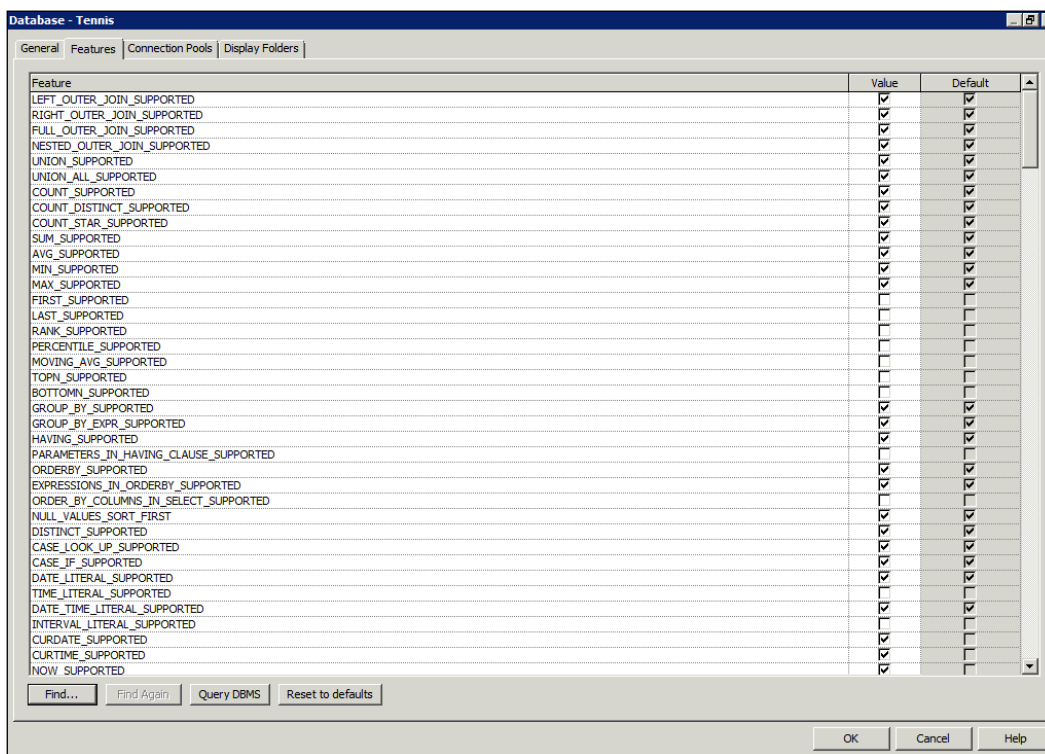 Database - Tennis
General Features Connection Pools Display Folders
Feature Value Default
LEFT_OUTER_JOIN_SUPPORTED
RIGHT_OUTER_JOIN_SUPPORTED
FULL_OUTER_JOIN_SUPPORTED
NESTED_OUTER_JOIN_SUPPORTED
UNION_SUPPORTED
UNION_ALL_SUPPORTED
COUNT_SUPPORTED
COUNT_DISTINCT_SUPPORTED
COUNT_STAR_SUPPORTED
SUM_SUPPORTED
AVG_SUPPORTED
MIN_SUPPORTED
MAX_SUPPORTED
FIRST_SUPPORTED
LAST_SUPPORTED
RANK_SUPPORTED
PERCENTILE_SUPPORTED
MOVING_AVG_SUPPORTED
TOPN_SUPPORTED
BOTTOMN_SUPPORTED
GROUP_BY_SUPPORTED
GROUP_BY_EXPR_SUPPORTED
HAVING_SUPPORTED
PARAMETERS_IN_HAVING_CLAUSE_SUPPORTED
ORDERBY_SUPPORTED
EXPRESSIONS_IN_ORDERBY_SUPPORTED
ORDER_BY_COLUMNS_IN_SELECT_SUPPORTED
NULL_VALUES_SORT_FIRST
DISTINCT_SUPPORTED
CASE_LOOK_UP_SUPPORTED
CASE_IF_SUPPORTED
DATE_LITERAL_SUPPORTED
TIME_LITERAL_SUPPORTED
DATE_TIME_LITERAL_SUPPORTED
INTERVAL_LITERAL_SUPPORTED
CURDATE_SUPPORTED
CURTIME_SUPPORTED
NOW_SUPPORTED
Find... Find Again Query DBMS Reset to defaults
OK Cancel Help